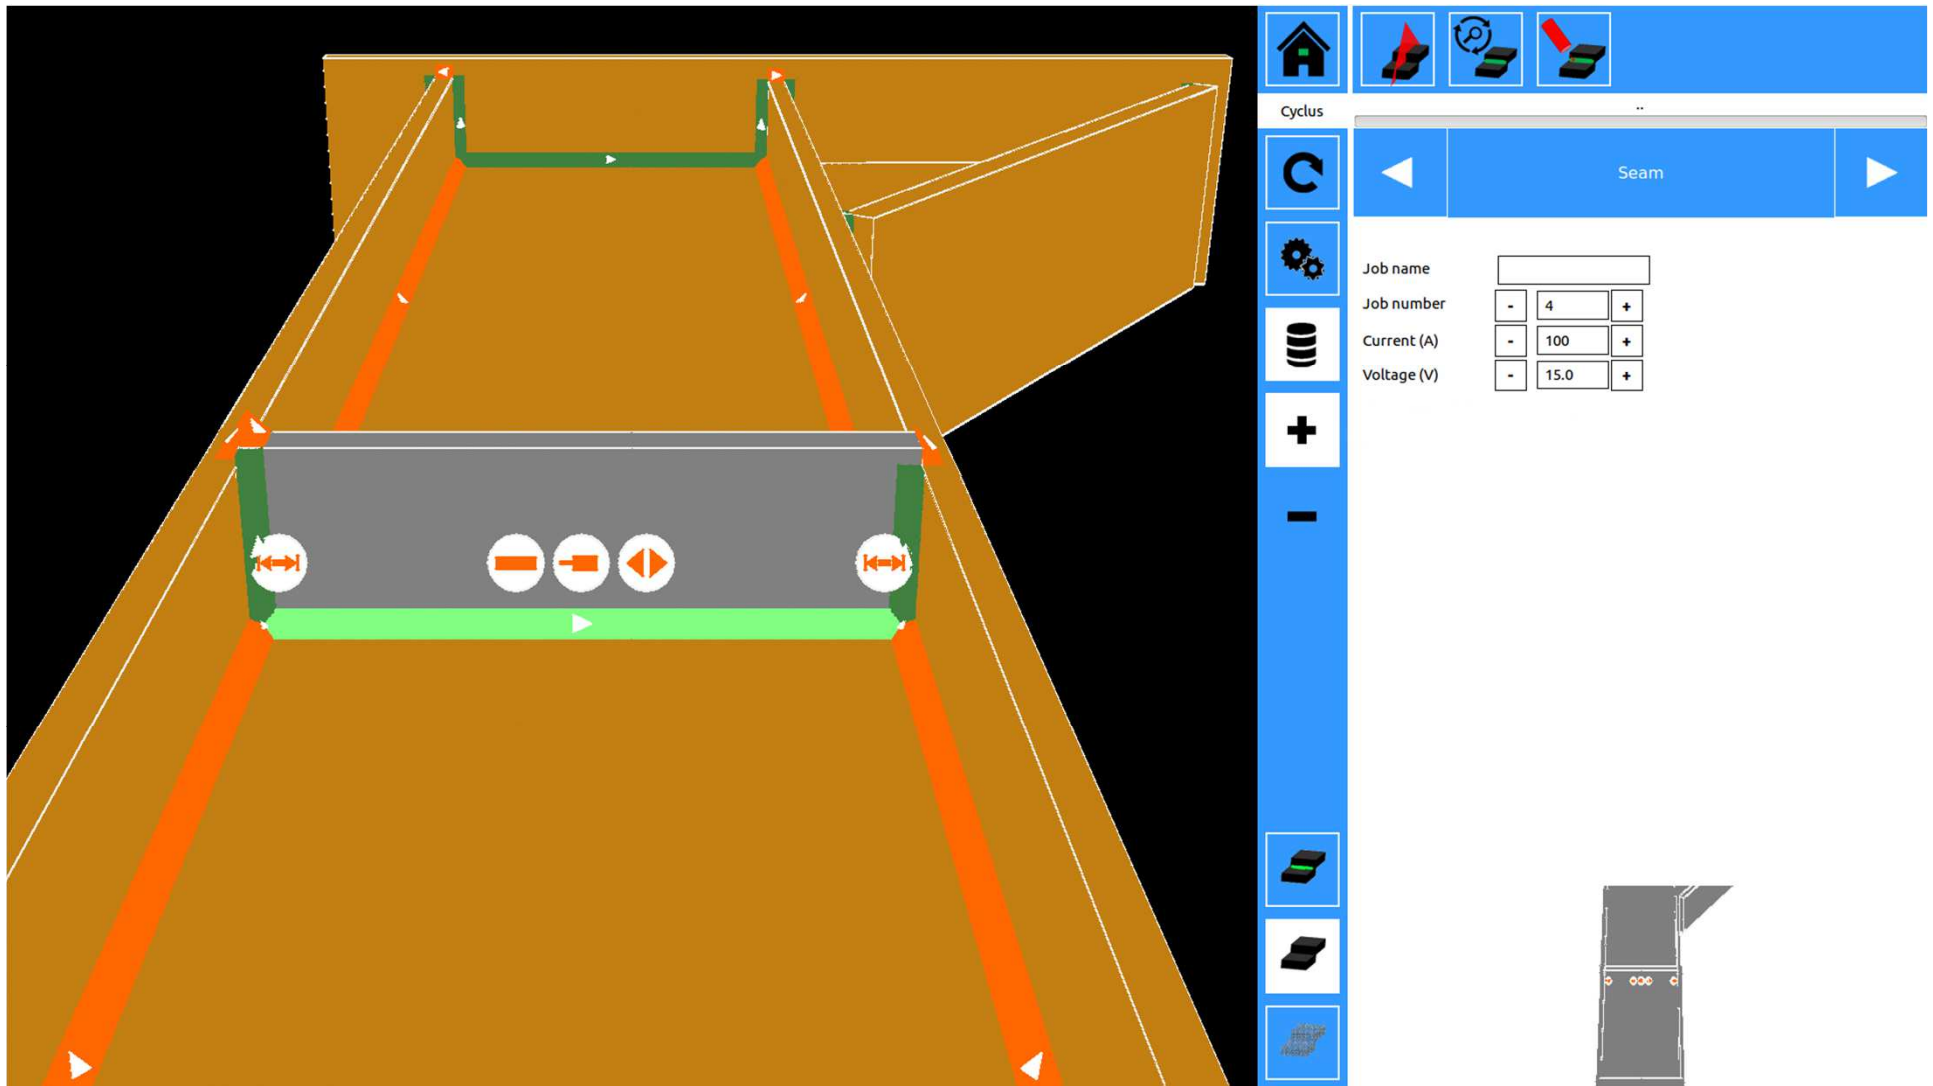 Cyclus
..
Seam
Job name
Job number - 4 +
Current (A) - 100 +
Voltage (V) - 15.0 +